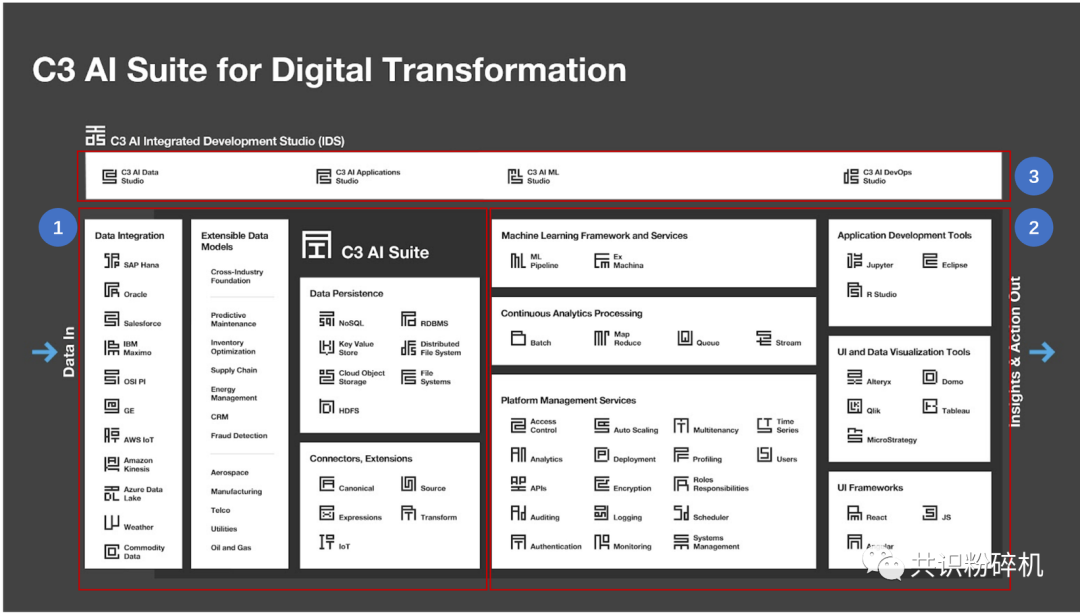 C3 AI Suite for Digital Transformation
C3 AI Integrated Development Studio (IDS)
C3 AI Data
Studio
C3 AI Applications
Studio
C3 AI ML
Studio
C3 AI DevOps
Studio
3
1
2
Data In
Data Integration
SAP Hana
Oracle
Salesforce
IBM
Maximo
OSI PI
GE
AWS IoT
Amazon
Kinesis
Azure Data
Lake
Weather
Commodity
Data
Extensible Data
Models
Cross-Industry
Foundation
Predictive
Maintenance
Inventory
Optimization
Supply Chain
Energy
Management
CRM
Fraud Detection
Aerospace
Manufacturing
Telco
Utilities
Oil and Gas
C3 AI Suite
Data Persistence
NoSQL
RDBMS
Key Value
Store
Distributed
File System
Cloud Object
Storage
File
Systems
HDFS
Connectors, Extensions
Canonical
Source
Expressions
Transform
IoT
Machine Learning Framework and Services
ML
Pipeline
Ex
Machina
Continuous Analytics Processing
Batch
Map
Reduce
Queue
Stream
Platform Management Services
Access
Control
Auto Scaling
Multitenancy
Time
Series
Analytics
Deployment
Profiling
Users
APIs
Encryption
Roles
Responsibilities
Auditing
Logging
Scheduler
Authentication
Monitoring
Systems
Management
Application Development Tools
Jupyter
Eclipse
R Studio
UI and Data Visualization Tools
Alteryx
Domo
Qlik
Tableau
MicroStrategy
UI Frameworks
React
JS
Angular
Insights & Action Out
共识粉碎机